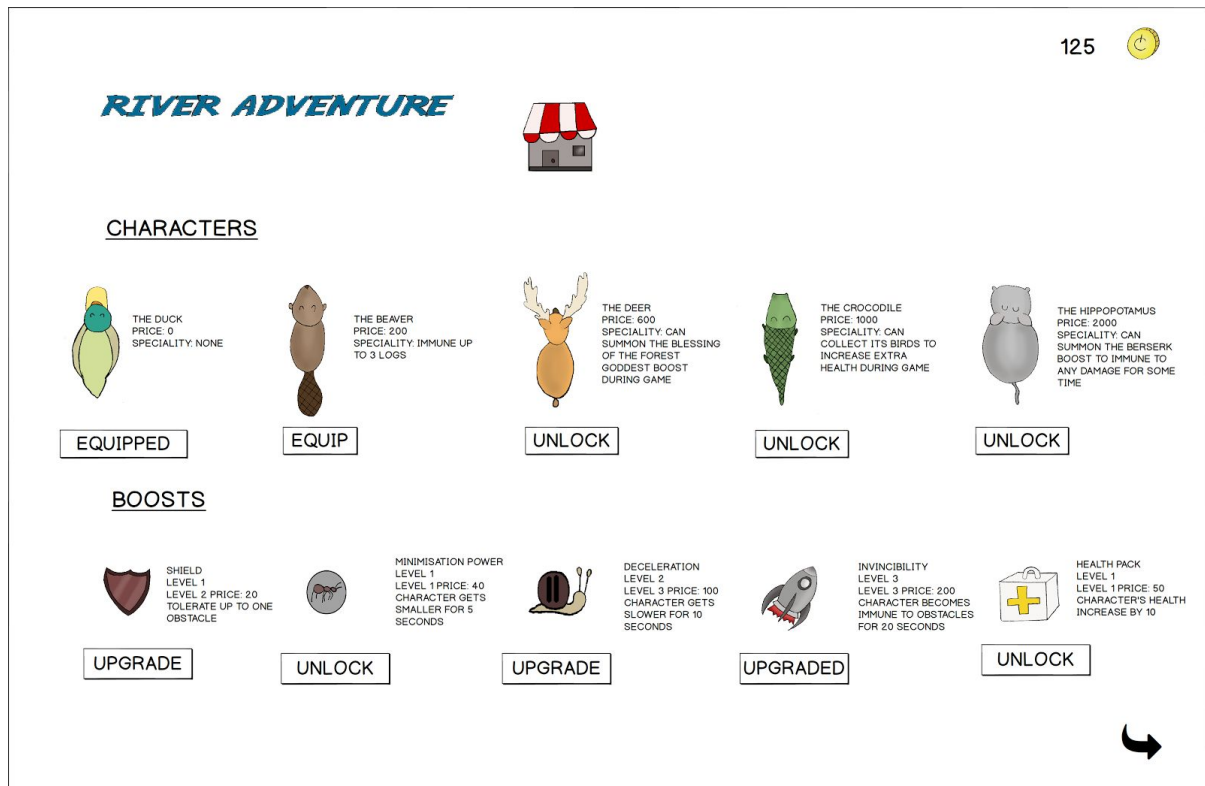 125
RIVER ADVENTURE
CHARACTERS
THE DUCK
PRICE: 0
SPECIALITY: NONE
EQUIPPED
THE BEAVER
PRICE: 200
SPECIALITY: IMMUNE UP
TO 3 LOGS
EQUIP
THE DEER
PRICE: 600
SPECIALITY: CAN
SUMMON THE BLESSING
OF THE FOREST
GODDEST BOOST
DURING GAME
UNLOCK
THE CROCODILE
PRICE: 1000
SPECIALITY: CAN
COLLECT ITS BIRDS TO
INCREASE EXTRA
HEALTH DURING GAME
UNLOCK
THE HIPPOPOTAMUS
PRICE: 2000
SPECIALITY: CAN
SUMMON THE BERSERK
BOOST TO IMMUNE TO
ANY DAMAGE FOR SOME
TIME
UNLOCK
BOOSTS
SHIELD
LEVEL 1
LEVEL 2 PRICE: 20
TOLERATE UP TO ONE
OBSTACLE
UPGRADE
MINIMISATION POWER
LEVEL 1
LEVEL 1 PRICE: 40
CHARACTER GETS
SMALLER FOR 5
SECONDS
UNLOCK
DECELERATION
LEVEL 2
LEVEL 3 PRICE: 100
CHARACTER GETS
SLOWER FOR 10
SECONDS
UPGRADE
INVINCIBILITY
LEVEL 3
LEVEL 3 PRICE: 200
CHARACTER BECOMES
IMMUNE TO OBSTACLES
FOR 20 SECONDS
UPGRADED
HEALTH PACK
LEVEL 1
LEVEL 1 PRICE: 50
CHARACTER'S HEALTH
INCREASE BY 10
UNLOCK